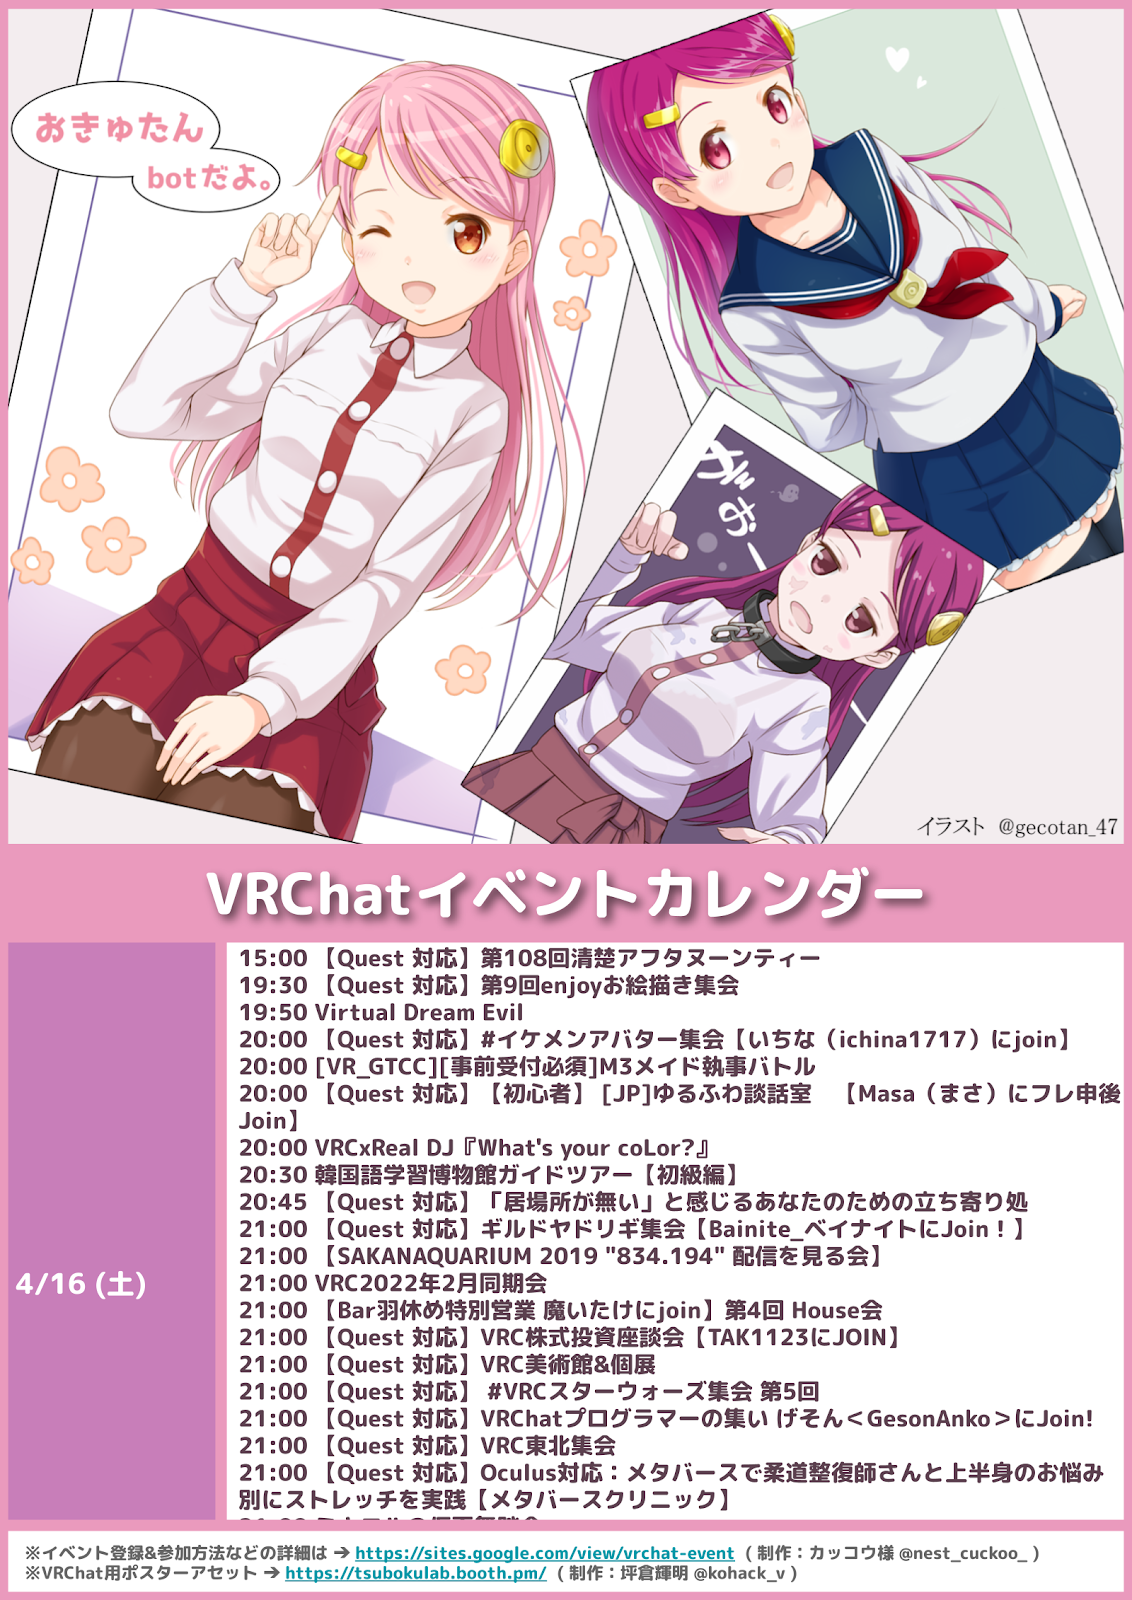 おきゅたん
botだよ。
がおー
イラスト @gecotan_47
VRChatイベントカレンダー
4/16 (土)
15:00 【Quest 対応】第108回清楚アフタヌーンティー
19:30 【Quest 対応】第9回enjoyお絵描き集会
19:50 Virtual Dream Evil
20:00 【Quest 対応】#イケメンアバター集会【いちな（ichina1717）にjoin】
20:00 [VR_GTCC][事前受付必須]M3メイド執事バトル
20:00 【Quest 対応】【初心者】 [JP]ゆるふわ談話室　【Masa（まさ）にフレ申後
Join】
20:00 VRCxReal DJ『What's your coLor?』
20:30 韓国語学習博物館ガイドツアー【初級編】
20:45 【Quest 対応】「居場所が無い」と感じるあなたのための立ち寄り処
21:00 【Quest 対応】ギルドヤドリギ集会【Bainite_ベイナイトにJoin！】
21:00 【SAKANAQUARIUM 2019 "834.194" 配信を見る会】
21:00 VRC2022年2月同期会
21:00 【Bar羽休め特別営業 魔いたけにjoin】第4回 House会
21:00 【Quest 対応】VRC株式投資座談会【TAK1123にJOIN】
21:00 【Quest 対応】VRC美術館&個展
21:00 【Quest 対応】 #VRCスターウォーズ集会 第5回
21:00 【Quest 対応】VRChatプログラマーの集い げそん＜GesonAnko＞にJoin!
21:00 【Quest 対応】VRC東北集会
21:00 【Quest 対応】Oculus対応：メタバースで柔道整復師さんと上半身のお悩み
別にストレッチを実践【メタバースクリニック】
※イベント登録&参加方法などの詳細は ➔ https://sites.google.com/view/vrchat-event ( 制作：カッコウ様 @nest_cuckoo_ )
※VRChat用ポスターアセット ➔ https://tsubokulab.booth.pm/ ( 制作：坪倉輝明 @kohack_v )